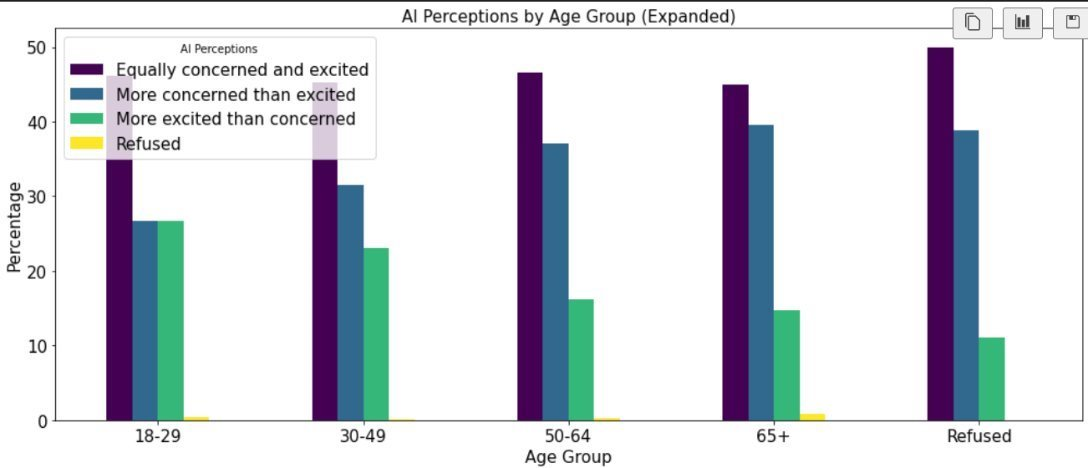 AI Perceptions by Age Group (Expanded)
AI Perceptions
Equally concerned and excited
More concerned than excited
More excited than concerned
Refused
Percentage
50
40
30
20
10
0
18-29 30-49 50-64 65+ Refused
Age Group